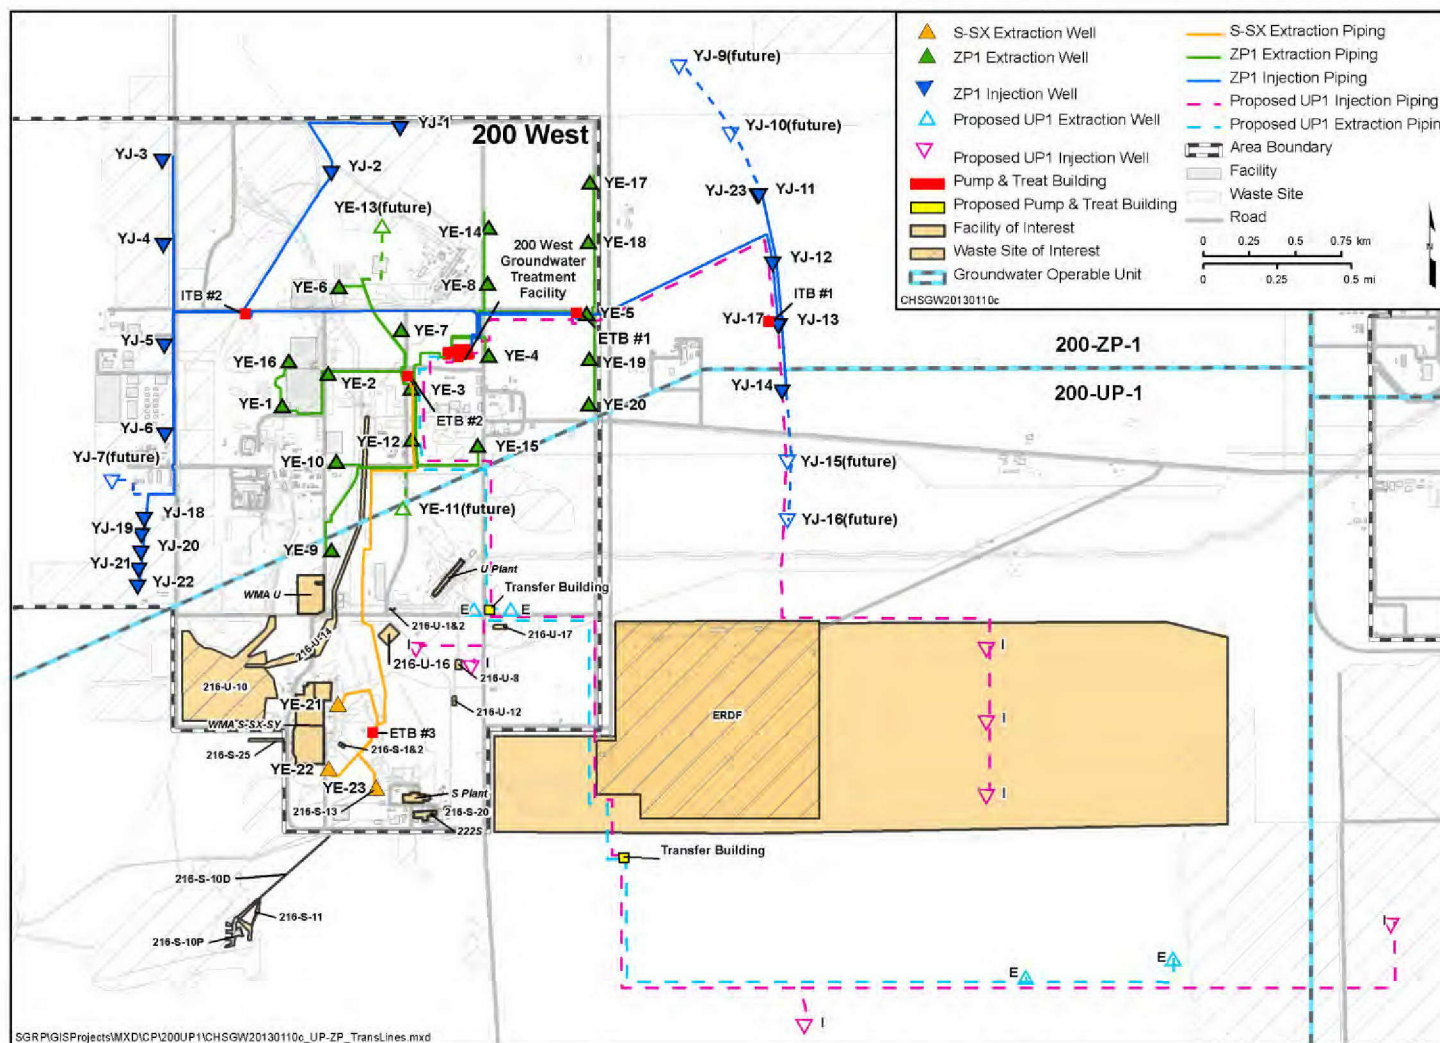 S-SX Extraction Well
ZP1 Extraction Well
ZP1 Injection Well
Proposed UP1 Extraction Well
Proposed UP1 Injection Well
Pump & Treat Building
Proposed Pump & Treat Building
Facility of Interest
Waste Site of Interest
Groundwater Operable Unit
S-SX Extraction Piping
ZP1 Extraction Piping
ZP1 Injection Piping
Proposed UP1 Injection Piping
Proposed UP1 Extraction Pipin
Area Boundary
Facility
Waste Site
Road
0 0.25 0.5 0.75 km
0 0.25 0.5 mi
N
CHSGW20130110c
YJ-9(future)
YJ-10(future)
YJ-1
200 West
YJ-3
YJ-2
YE-17
YJ-23
YJ-11
YE-13(future)
YE-14
YJ-4
YE-18
200 West
Groundwater
Treatment
Facility
YJ-12
YE-6
YE-8
ITB #2
ITB #1
YE-5
YJ-17
YJ-13
YE-7
ETB #1
YJ-5
YE-4
YE-19
200-ZP-1
YE-16
YE-2
YE-3
YJ-14
200-UP-1
YE-1
YE-20
ETB #2
YJ-6
YE-12
YE-15
YJ-7(future)
YE-10
YJ-15(future)
YJ-18
YE-11(future)
YJ-16(future)
YJ-19
YJ-20
YE-9
YJ-21
U Plant
YJ-22
WMA U
Transfer Building
E
E
216-U-1&2
216-U-17
216-U-14
I
216-U-16
I
216-U-8
I
216-U-10
YE-21
216-U-12
ERDF
WMA S-SX-SY
ETB #3
I
216-S-25
216-S-1&2
YE-22
YE-23
S Plant
I
216-S-13
216-S-20
222S
Transfer Building
216-S-10D
216-S-11
216-S-10P
I
E
E
I
SGRP\GISProjects\MXD\CP\200UP1\CHSGW20130110c_UP-ZP_TransLines.mxd